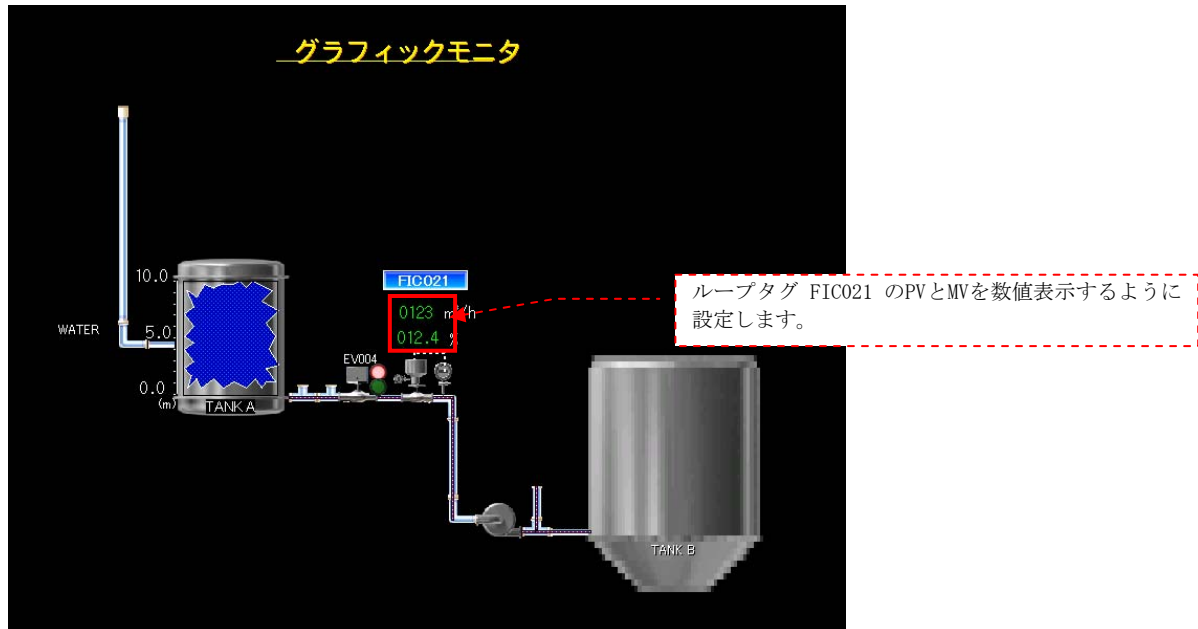 グラフィックモニタ
10.0
FIC021
ループタグ FIC021 のPVとMVを数値表示するように
設定します。
0123 m³/h
WATER
5.0
012.4 %
EV004
0.0
(m)
TANK A
TANK B